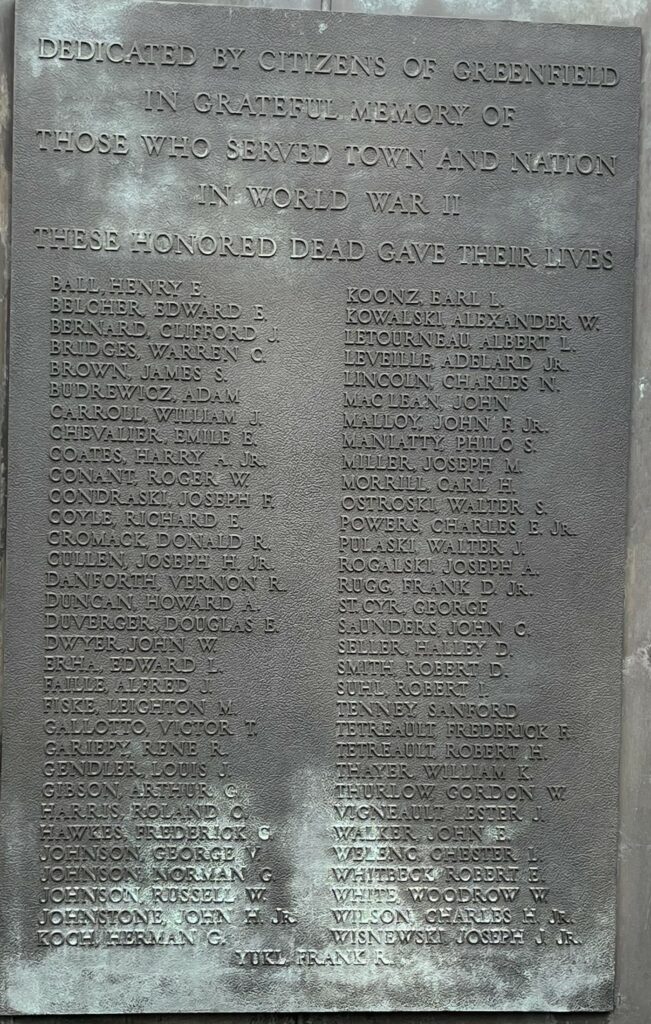 DEDICATED BY CITIZENS OF GREENFIELD
IN GRATEFUL MEMORY OF
THOSE WHO SERVED TOWN AND NATION
IN WORLD WAR II
THESE HONORED DEAD GAVE THEIR LIVES
BALL, HENRY E.
BELCHER, EDWARD E.
BERNARD, CLIFFORD J.
BRIDGES, WARREN C.
BROWN, JAMES S.
BUDREWICZ, ADAM
CARROLL, WILLIAM J.
CHEVALIER, EMILE E.
COATES, HARRY A. JR.
CONANT, ROGER W.
CONDRASKI, JOSEPH F.
COYLE, RICHARD E.
CROMACK, DONALD R.
CULLEN, JOSEPH H. JR.
DANFORTH, VERNON R.
DUNCAN, HOWARD A.
DUVERGER, DOUGLAS E.
DWYER, JOHN W.
ERHA, EDWARD L.
FAILLE, ALFRED J.
FISKE, LEIGHTON M.
GALLOTTO, VICTOR T.
GARIEPY, RENE R.
GENDLER, LOUIS J.
GIBSON, ARTHUR G.
HARRIS, ROLAND O.
HAWKES, FREDERICK G.
JOHNSON, GEORGE V.
JOHNSON, NORMAN G.
JOHNSON, RUSSELL W.
JOHNSTONE, JOHN H. JR.
KOCH, HERMAN G.
KOONZ, EARL L.
KOWALSKI, ALEXANDER W.
LETOURNEAU, ALBERT L.
LEVEILLE, ADELARD JR.
LINCOLN, CHARLES N.
MAC LEAN, JOHN
MALLOY, JOHN F. JR.
MANIATTY, PHILO S.
MILLER, JOSEPH M.
MORRILL, CARL H.
OSTROSKI, WALTER S.
POWERS, CHARLES E. JR.
PULASKI, WALTER J.
ROGALSKI, JOSEPH A.
RUGG, FRANK D. JR.
ST. CYR, GEORGE
SAUNDERS, JOHN C.
SELLER, HALLEY D.
SMITH, ROBERT D.
SUHL, ROBERT I.
TENNEY, SANFORD
TETREAULT, FREDERICK F.
TETREAULT, ROBERT H.
THAYER, WILLIAM K.
THURLOW, GORDON W.
VIGNEAULT, LESTER J.
WALKER, JOHN E.
WELENC, CHESTER L.
WHITBECK, ROBERT E.
WHITE, WOODROW W.
WILSON, CHARLES H. JR.
WISNEWSKI, JOSEPH J. JR.
YUKL, FRANK R.